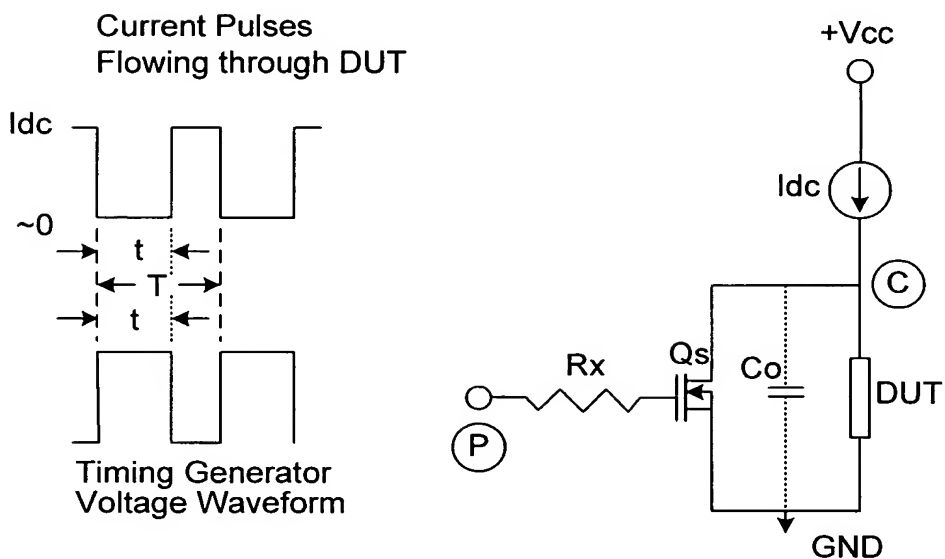 Current Pulses
Flowing through DUT
Idc
~0
t
T
t
Timing Generator
Voltage Waveform
+Vcc
Idc
C
Qs
Rx
Co
DUT
P
GND